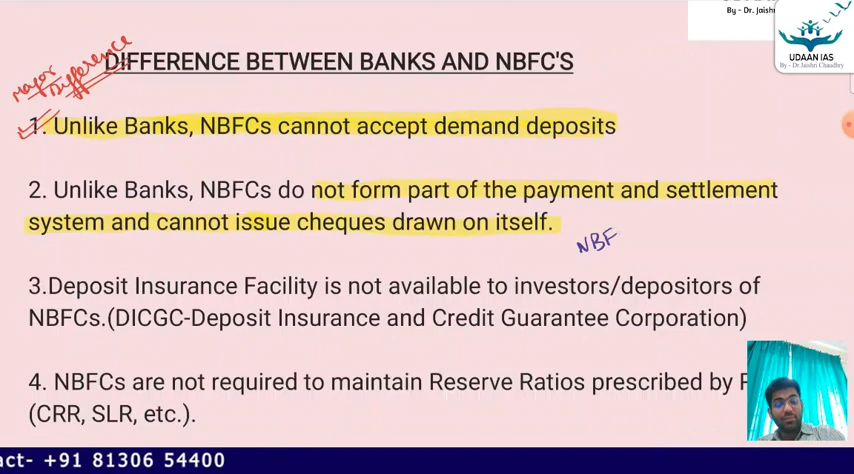 By - Dr. Jaish
UDAAN IAS
By - Dr.Jaishri Chaudhry
Major Difference
DIFFERENCE BETWEEN BANKS AND NBFC'S
1. Unlike Banks, NBFCs cannot accept demand deposits
2. Unlike Banks, NBFCs do not form part of the payment and settlement
system and cannot issue cheques drawn on itself.
NBF
3.Deposit Insurance Facility is not available to investors/depositors of
NBFCs.(DICGC-Deposit Insurance and Credit Guarantee Corporation)
4. NBFCs are not required to maintain Reserve Ratios prescribed by
(CRR, SLR, etc.).
act- +91 81306 54400